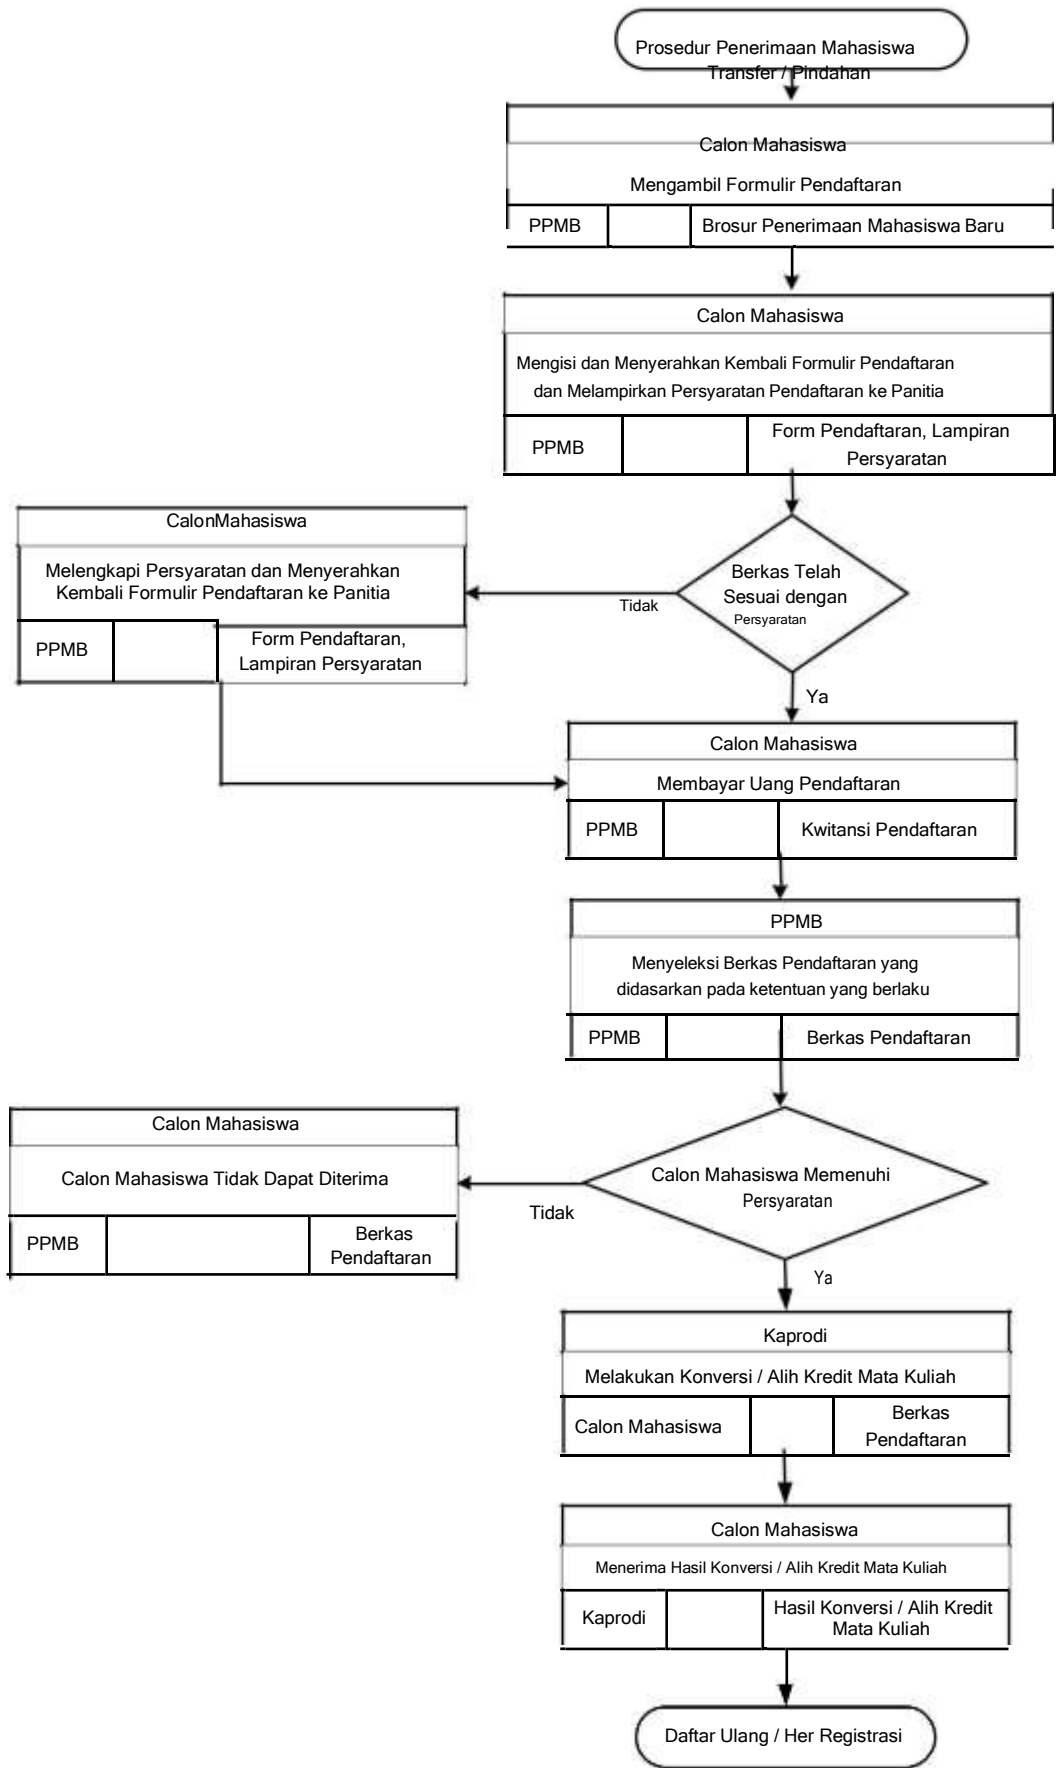 Prosedur Penerimaan Mahasiswa
Transfer / Pindahan
Calon Mahasiswa
Mengambil Formulir Pendaftaran
PPMB
Brosur Penerimaan Mahasiswa Baru
Calon Mahasiswa
Mengisi dan Menyerahkan Kembali Formulir Pendaftaran
dan Melampirkan Persyaratan Pendaftaran ke Panitia
PPMB
Form Pendaftaran, Lampiran
Persyaratan
Berkas Telah
Sesuai dengan
Persyaratan
Tidak
CalonMahasiswa
Melengkapi Persyaratan dan Menyerahkan
Kembali Formulir Pendaftaran ke Panitia
PPMB
Form Pendaftaran,
Lampiran Persyaratan
Ya
Calon Mahasiswa
Membayar Uang Pendaftaran
PPMB
Kwitansi Pendaftaran
PPMB
Menyeleksi Berkas Pendaftaran yang
didasarkan pada ketentuan yang berlaku
PPMB
Berkas Pendaftaran
Calon Mahasiswa Memenuhi
Persyaratan
Tidak
Calon Mahasiswa
Calon Mahasiswa Tidak Dapat Diterima
PPMB
Berkas
Pendaftaran
Ya
Kaprodi
Melakukan Konversi / Alih Kredit Mata Kuliah
Calon Mahasiswa
Berkas
Pendaftaran
Calon Mahasiswa
Menerima Hasil Konversi / Alih Kredit Mata Kuliah
Kaprodi
Hasil Konversi / Alih Kredit
Mata Kuliah
Daftar Ulang / Her Registrasi